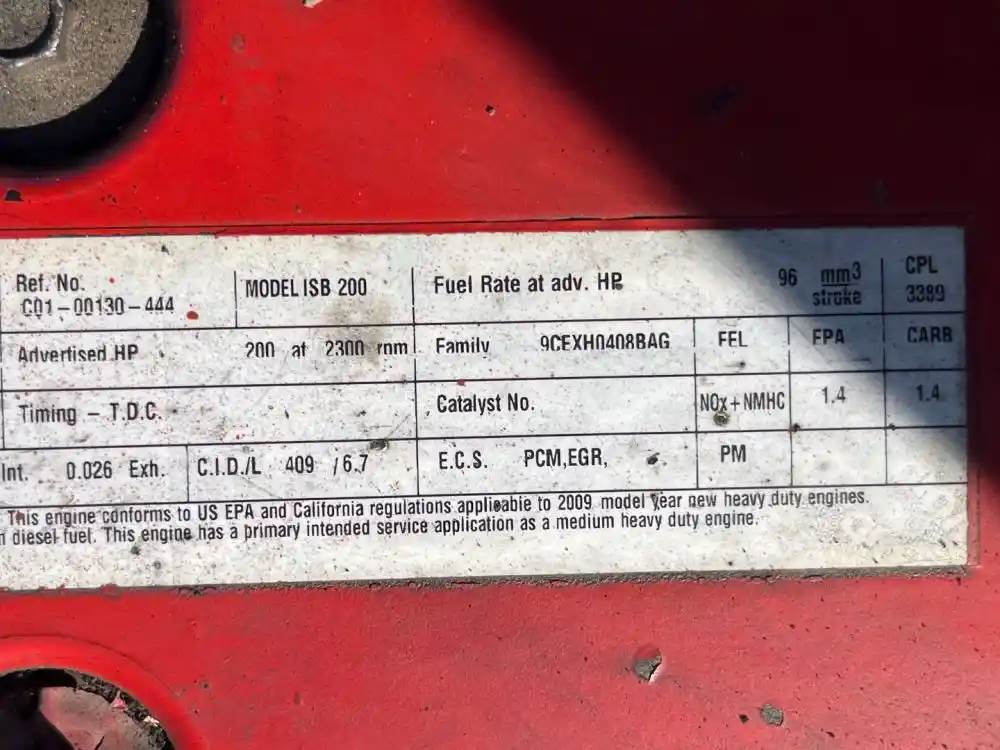 Ref. No.
C01-00130-444
MODEL ISB 200
Fuel Rate at adv. HP
96 mm3
stroke
CPL
3389
Advertised HP
200 at 2300 rpm
Family 9CEXH0408BAG
FEL
EPA
CARB
Timing - T.D.C.
Catalyst No.
NOx+NMHC
1.4
1.4
Int. 0.026 Exh.
C.I.D./L 409 /6.7
E.C.S. PCM,EGR,
PM
This engine conforms to US EPA and California regulations applicable to 2009 model year new heavy duty engines.
diesel fuel. This engine has a primary intended service application as a medium heavy duty engine.